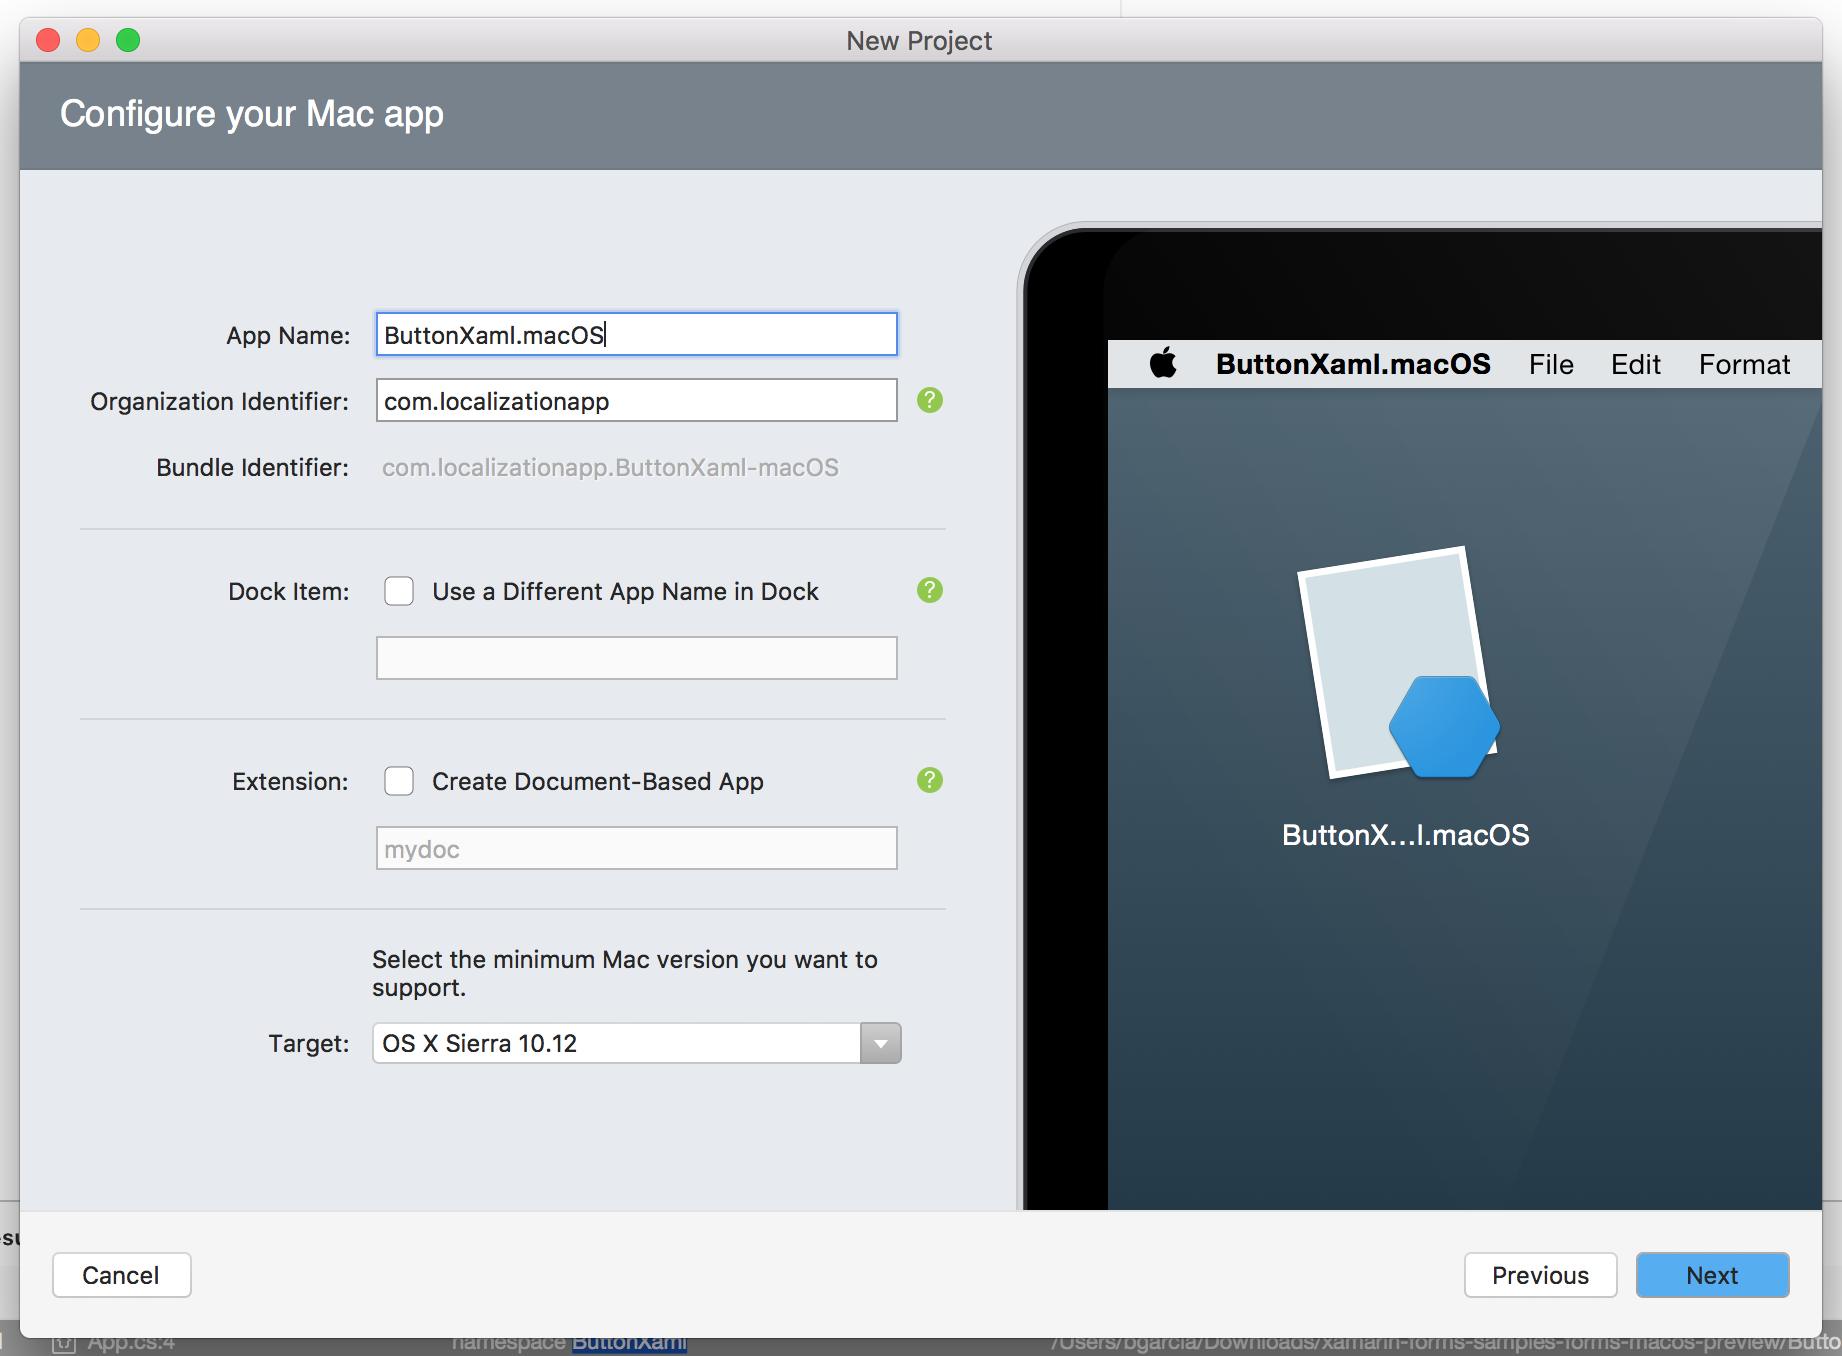 New Project
Configure your Mac app
App Name: ButtonXaml.macOS
Organization Identifier: com.localizationapp ?
Bundle Identifier: com.localizationapp.ButtonXaml-macOS
Dock Item: Use a Different App Name in Dock ?
Extension: Create Document-Based App ?
mydoc
Select the minimum Mac version you want to
support.
Target: OS X Sierra 10.12
ButtonXaml.macOS File Edit Format
ButtonX...l.macOS
Cancel Previous Next
App.cs:4 namespace ButtonXaml /Users/bgarcia/Downloads/xamarin-forms-samples-forms-macos-preview/Butto